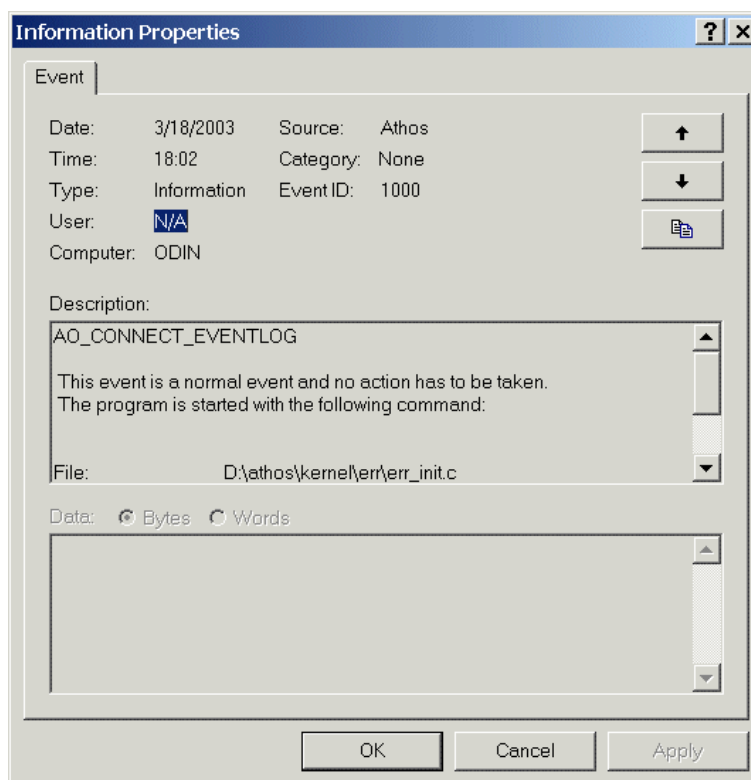 Information Properties
Event
Date: 3/18/2003 Source: Athos
Time: 18:02 Category: None
Type: Information Event ID: 1000
User: N/A
Computer: ODIN
Description:
AO_CONNECT_EVENTLOG
This event is a normal event and no action has to be taken.
The program is started with the following command:
File: D:\athos\kernel\err\err_init.c
Data: Bytes Words
OK Cancel Apply